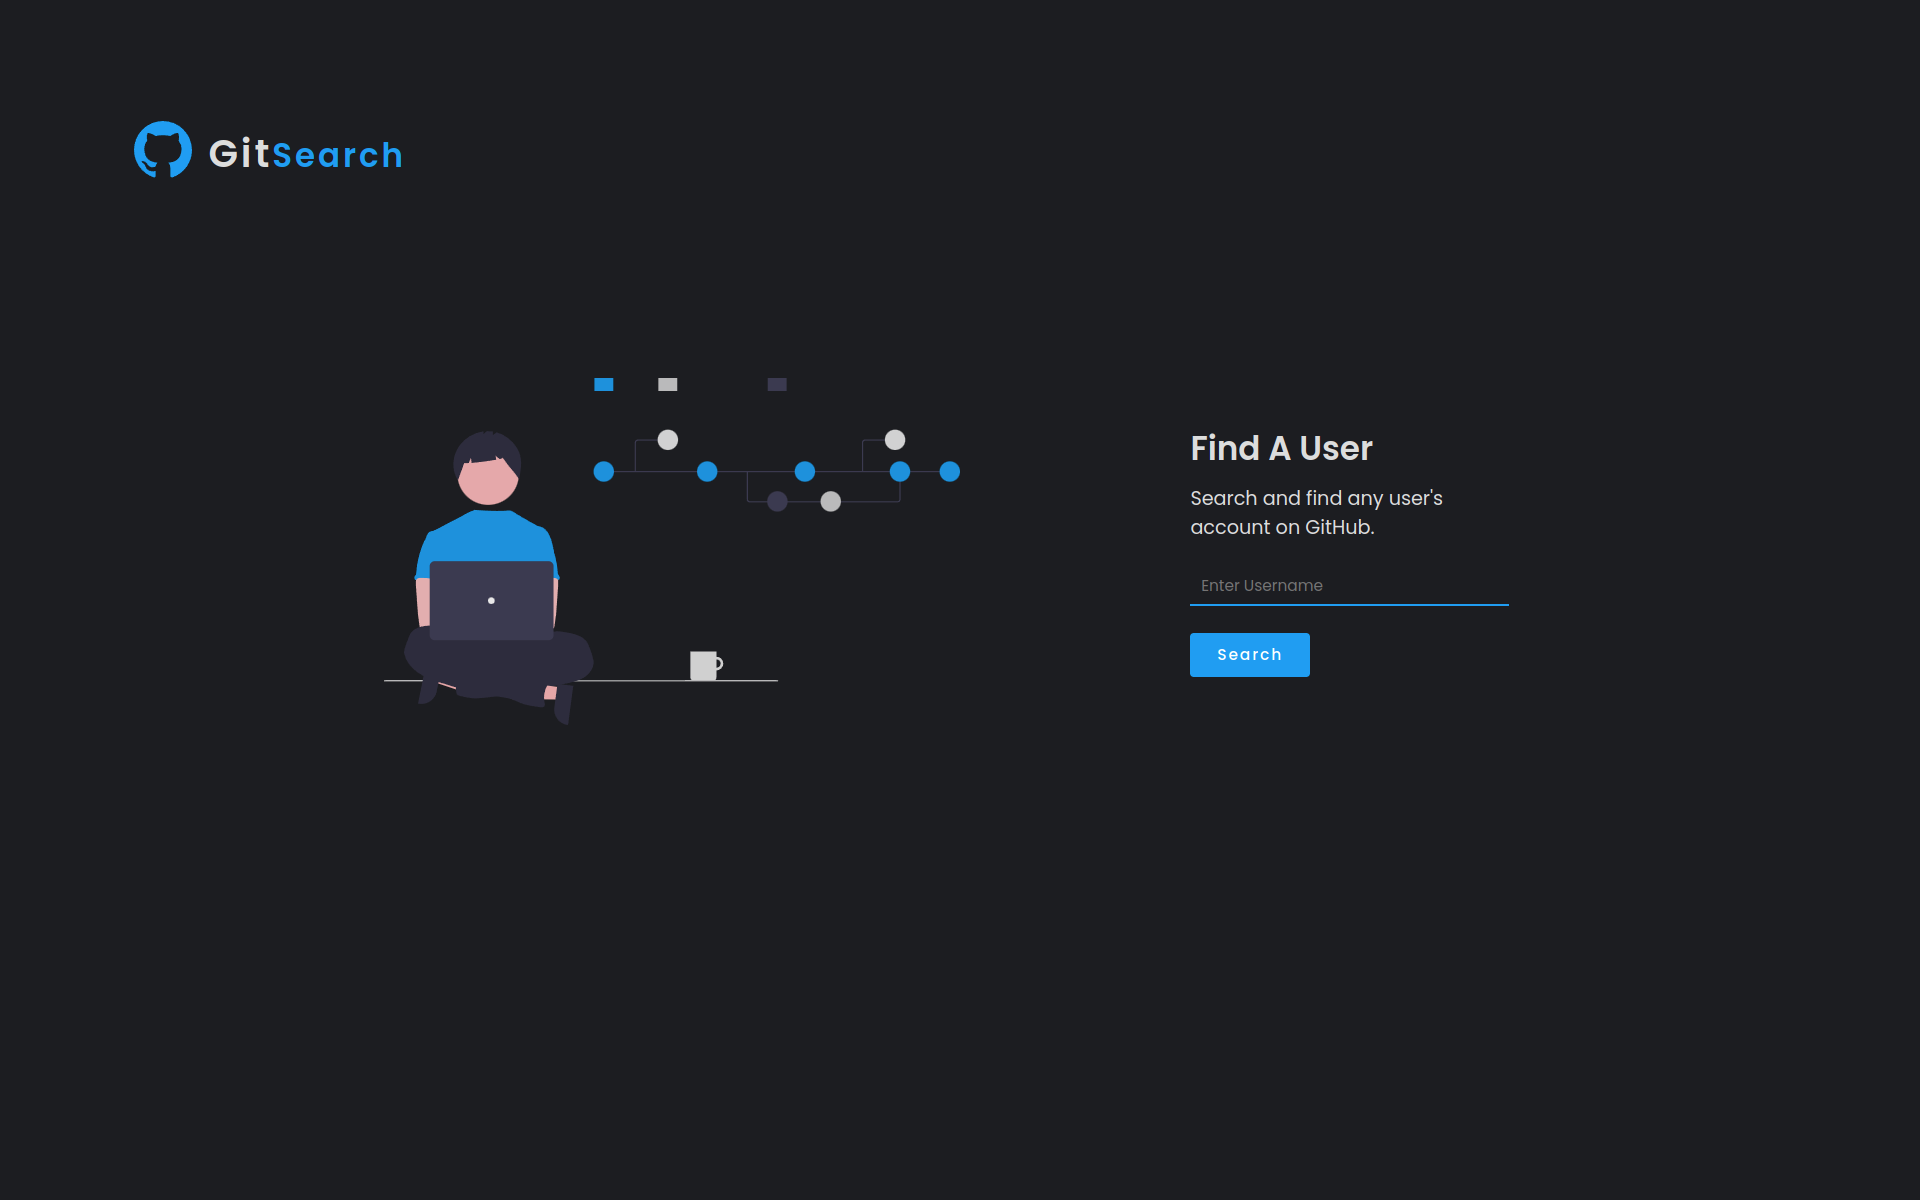 GitSearch
Find A User
Search and find any user's
account on GitHub.
Enter Username
Search